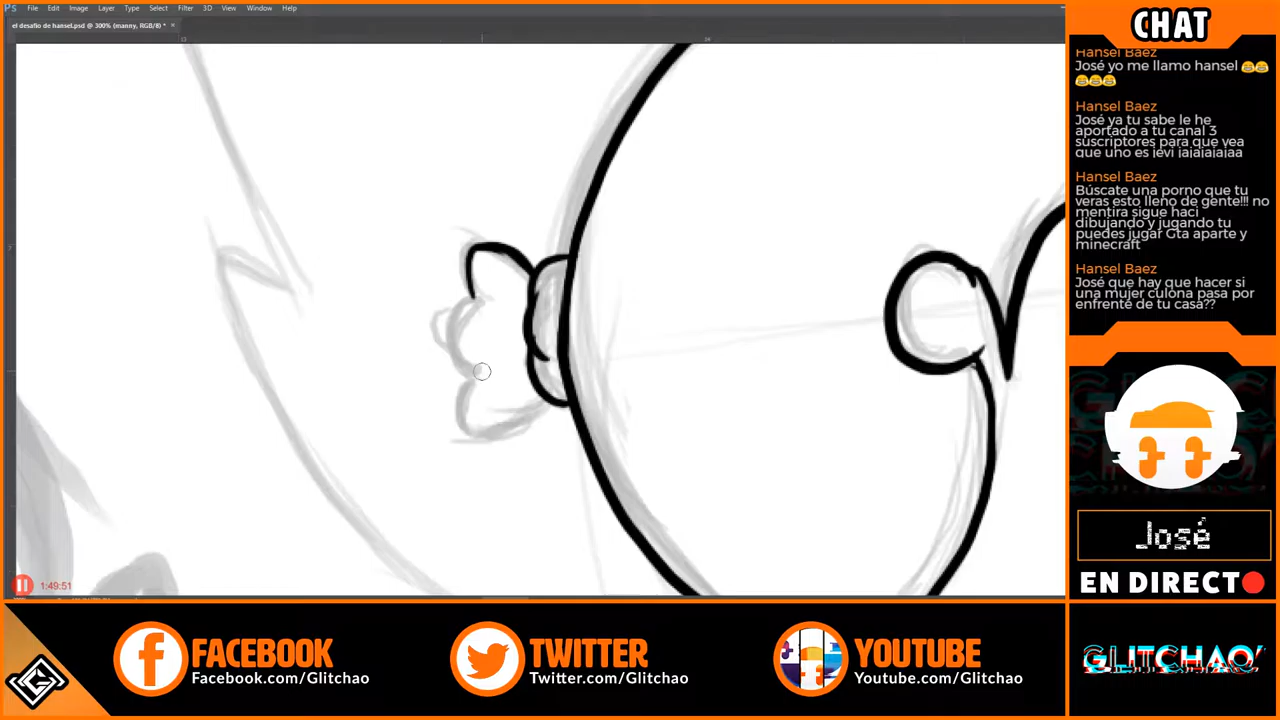 File Edit Image Layer Type Select Filter 3D View Window Help
el desafio de hansel.psd @ 300% (manny, RGB/8) * ×
13
14
7
1:49:51
CHAT
Hansel Baez
José yo me llamo hansel 😂😂
😂😂😂
Hansel Baez
José ya tu sabe le he
aportado a tu canal 3
suscriptores para que vea
que uno es jevi jajajajajaa
Hansel Baez
Búscate una porno que tu
veras esto lleno de gente!!! no
mentira sigue haci
dibujando y jugando tu
puedes jugar Gta aparte y
minecraft
Hansel Baez
José que hay que hacer si
una mujer culona pasa por
enfrente de tu casa??
José
EN DIRECTO
GLITCHAO'
FACEBOOK
Facebook.com/Glitchao
TWITTER
Twitter.com/Glitchao
YOUTUBE
Youtube.com/Glitchao